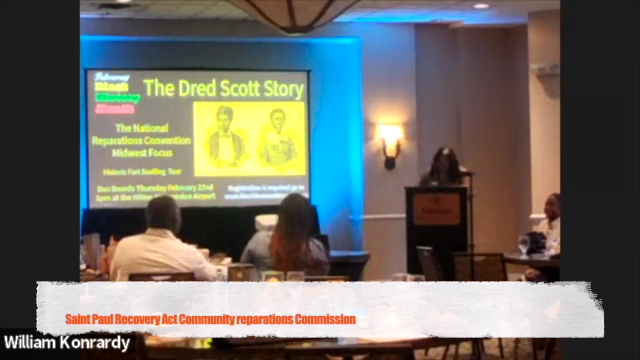 February
Black
History
Month
The Dred Scott Story
The National
Reparations Convention
Midwest Focus
Historic Fort Snelling Tour
Bus Boards Thursday February 22nd
2pm at the Hilton Airport
Registration is required go to
Saint Paul Recovery Act Community reparations Commission
William Konrardy